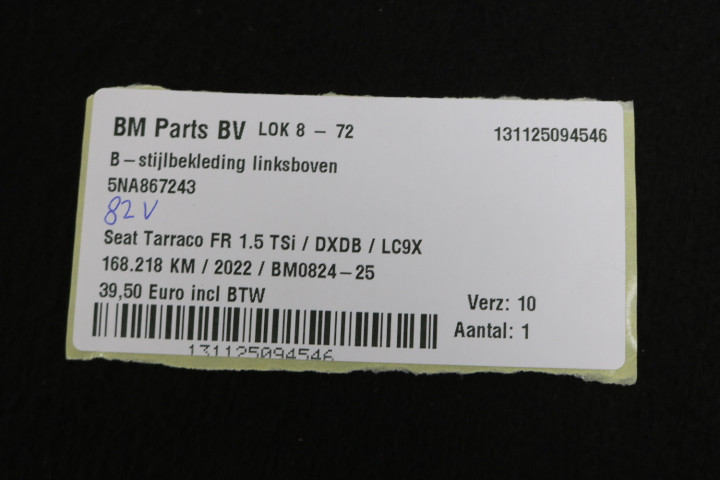 BM Parts BV LOK 8 - 72 131125094546
B-stijlbekleding linksboven
5NA867243
82V
Seat Tarraco FR 1.5 TSi / DXDB / LC9X
168.218 KM / 2022 / BM0824-25
39,50 Euro incl BTW Verz: 10
Aantal: 1
131125094546